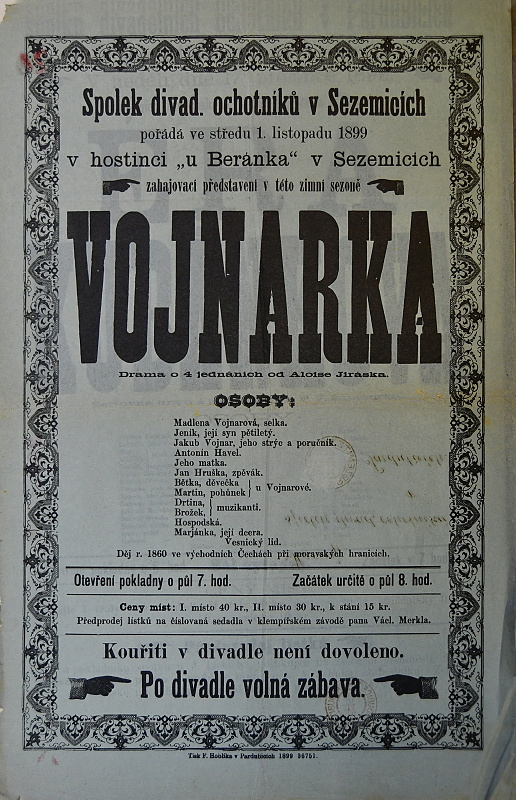 Spolek divad. ochotníků v Sezemicích
pořádá ve středu 1. listopadu 1899
v hostinci „u Beránka“ v Sezemicích
zahajovací představení v této zimní sezoně
VOJNARKA
Drama o 4 jednáních od Aloise Jiráska.
OSOBY:
Madlena Vojnarová, selka.
Jeník, její syn pětiletý.
Jakub Vojnar, jeho strýc a poručník.
Antonín Havel.
Jeho matka.
Jan Hruška, zpěvák.
Bětka, děvečka
Martin, pohůnek
u Vojnarové.
Drtina,
Brožek,
muzikanti.
Hospodská.
Marjánka, její dcera.
Vesnický lid.
Děj r. 1860 ve východních Čechách při moravských hranicích.
Otevření pokladny o půl 7. hod. Začátek určitě o půl 8. hod.
Ceny míst: I. místo 40 kr., II. místo 30 kr., k stání 15 kr.
Předprodej lístků na číslovaná sedadla v klempířském závodě pana Václ. Merkla.
Kouřiti v divadle není dovoleno.
Po divadle volná zábava.
Tisk F. Hoblíka v Pardubicích 1899